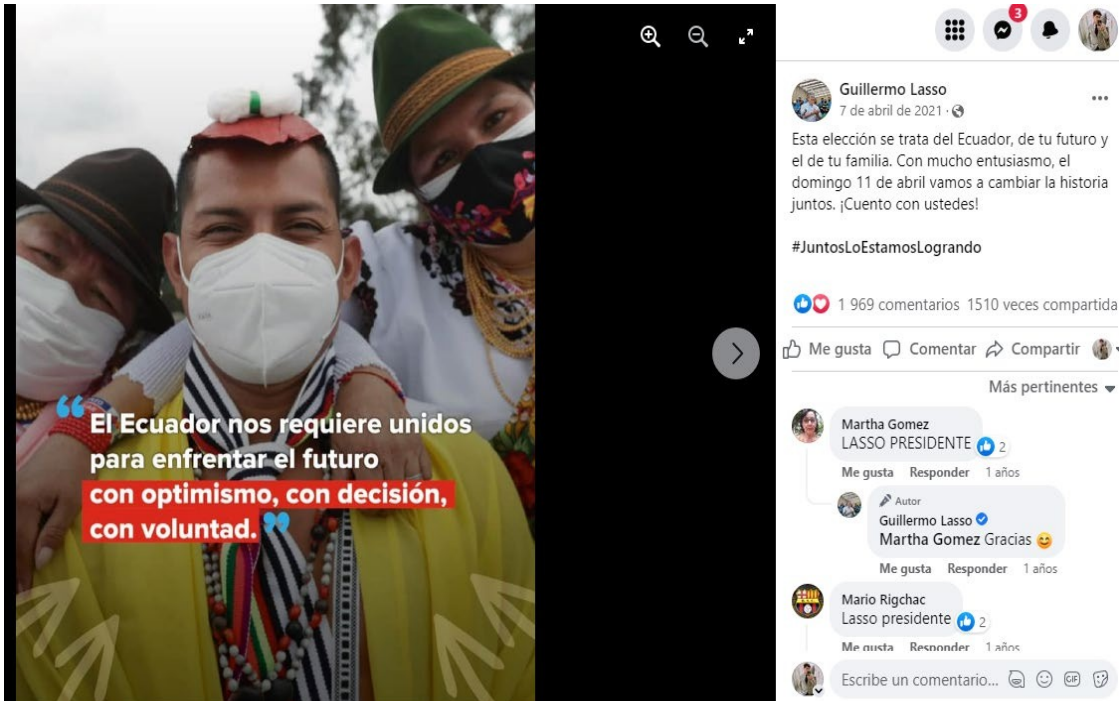 “El Ecuador nos requiere unidos
para enfrentar el futuro
con optimismo, con decisión,
con voluntad.”
3
Guillermo Lasso
7 de abril de 2021 ·
Esta elección se trata del Ecuador, de tu futuro y
el de tu familia. Con mucho entusiasmo, el
domingo 11 de abril vamos a cambiar la historia
juntos. ¡Cuento con ustedes!
#JuntosLoEstamosLogrando
1 969 comentarios 1510 veces compartida
Me gusta Comentar Compartir
Más pertinentes
Martha Gomez
LASSO PRESIDENTE 2
Me gusta Responder 1 años
Autor
Guillermo Lasso
Martha Gomez Gracias 😊
Me gusta Responder 1 años
Mario Rigchac
Lasso presidente 2
Me gusta Responder 1 años
Escribe un comentario...
GIF